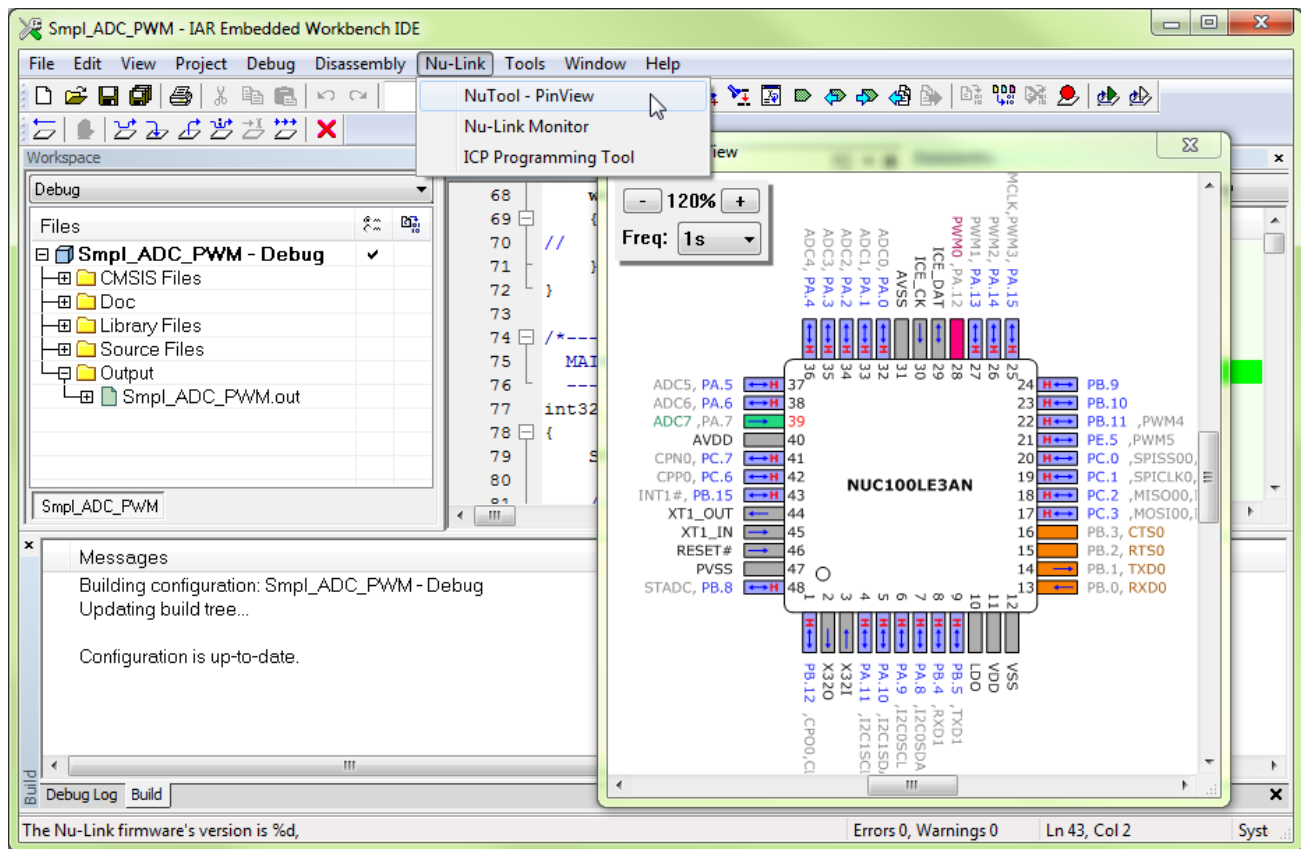 Smpl_ADC_PWM - IAR Embedded Workbench IDE
File Edit View Project Debug Disassembly Nu-Link Tools Window Help
NuTool - PinView
Nu-Link Monitor
ICP Programming Tool
Workspace
Debug
Files
Smpl_ADC_PWM - Debug
CMSIS Files
Doc
Library Files
Source Files
Output
Smpl_ADC_PWM.out
Smpl_ADC_PWM
68 w
69 {
70 //
71 }
72 }
73
74 /*---
75 MAI
76 ---
77 int32
78 {
79 S
80
81
iew
- 120% +
Freq: 1s
ADC4, PA.4
ADC3, PA.3
ADC2, PA.2
ADC1, PA.1
ADC0, PA.0
AVSS
ICE_CK
ICE_DAT
PWM0 ,PA.12
PWM1, PA.13
PWM2, PA.14
MCLK,PWM3, PA.15
36 35 34 33 32 31 30 29 28 27 26 25
ADC5, PA.5 H 37
ADC6, PA.6 H 38
ADC7 ,PA.7 39
AVDD 40
CPN0, PC.7 H 41
CPP0, PC.6 H 42
INT1#, PB.15 H 43
XT1_OUT 44
XT1_IN 45
RESET# 46
PVSS 47
STADC, PB.8 H 48
NUC100LE3AN
24 H PB.9
23 H PB.10
22 H PB.11 ,PWM4
21 H PE.5 ,PWM5
20 H PC.0 ,SPISS00,
19 H PC.1 ,SPICLK0,
18 H PC.2 ,MISO00,
17 H PC.3 ,MOSI00,
16 PB.3, CTS0
15 PB.2, RTS0
14 PB.1, TXD0
13 PB.0, RXD0
1 2 3 4 5 6 7 8 9 10 11 12
PB.12 ,CPO0,
X32O
X32I
PA.11 ,I2C1SCL
PA.10 ,I2C1SDA
PA.9 ,I2C0SCL
PA.8 ,I2C0SDA
PB.4 ,RXD1
PB.5 ,TXD1
LDO
VDD
VSS
Messages
Building configuration: Smpl_ADC_PWM - Debug
Updating build tree...
Configuration is up-to-date.
Build
Debug Log Build
The Nu-Link firmware's version is %d,
Errors 0, Warnings 0
Ln 43, Col 2
Syst